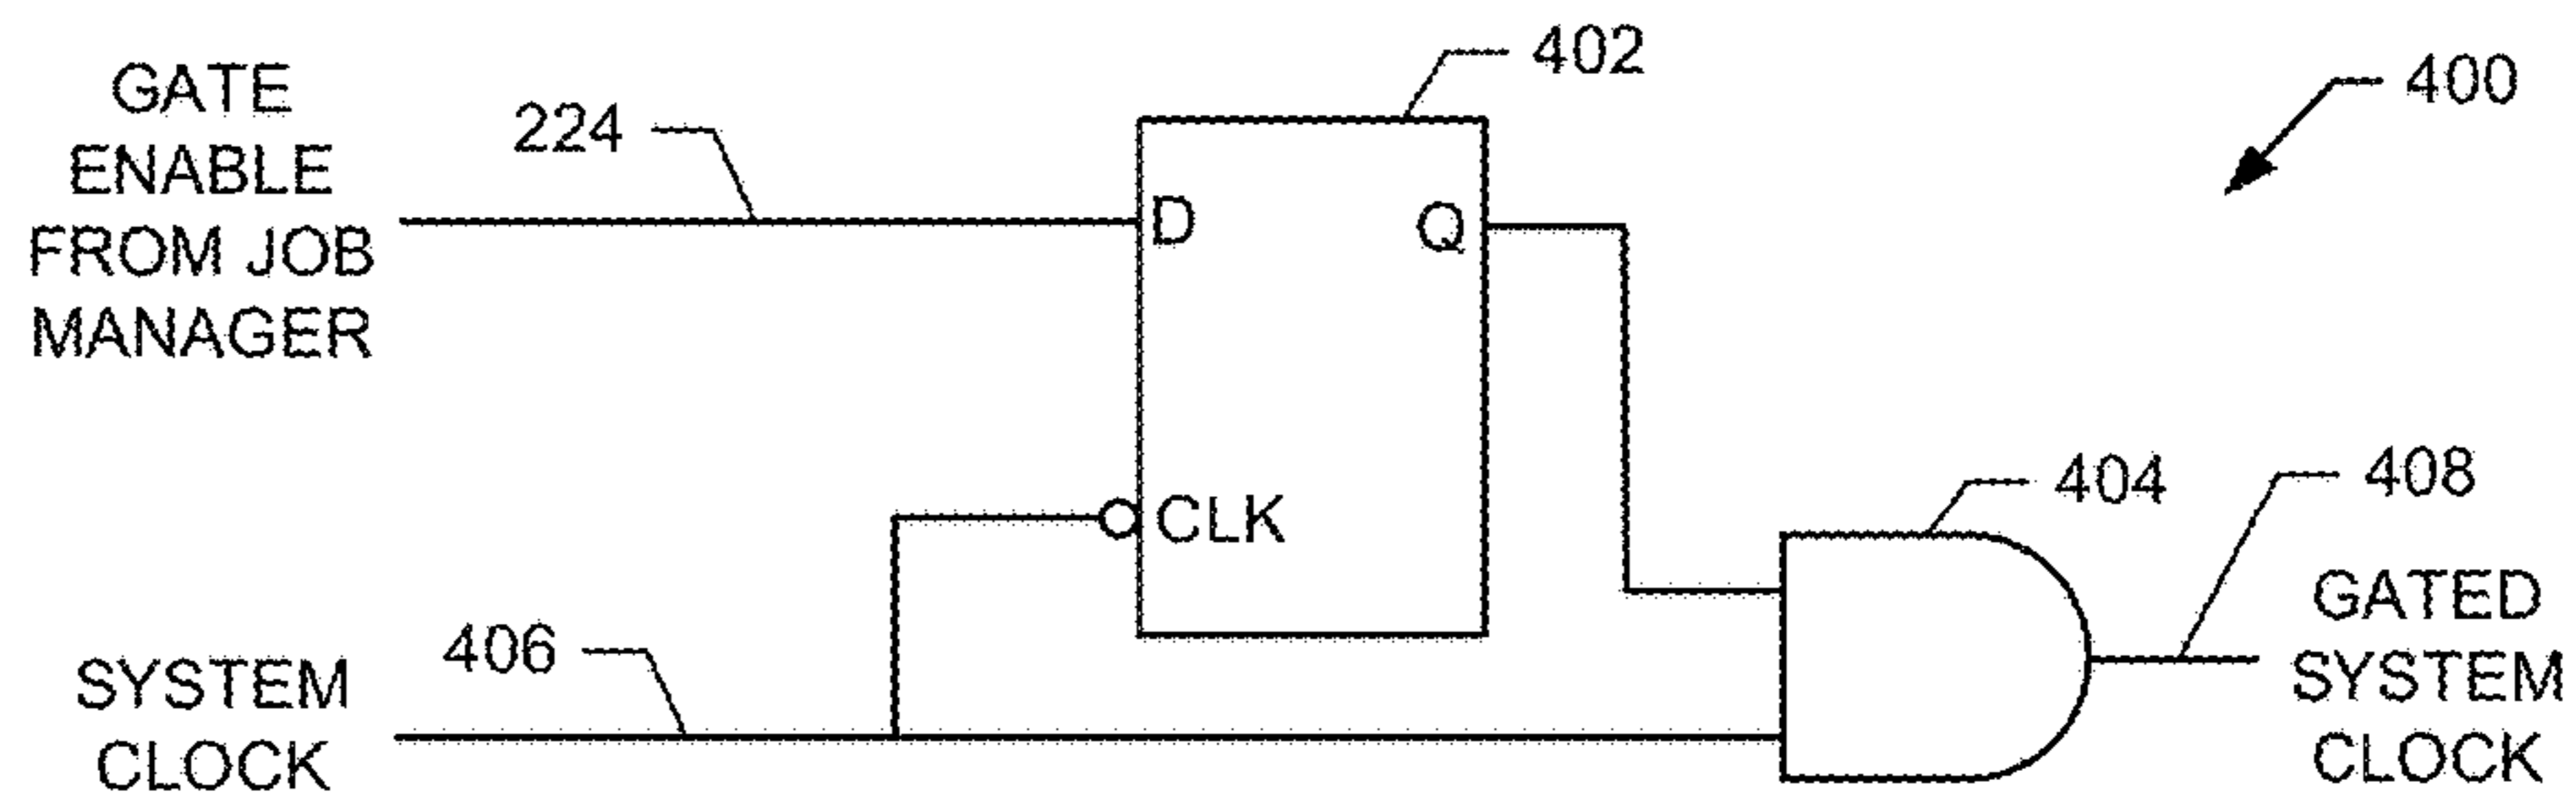 402
400
GATE
ENABLE
FROM JOB
MANAGER
224
D
Q
CLK
404
408
GATED
SYSTEM
CLOCK
406
SYSTEM
CLOCK